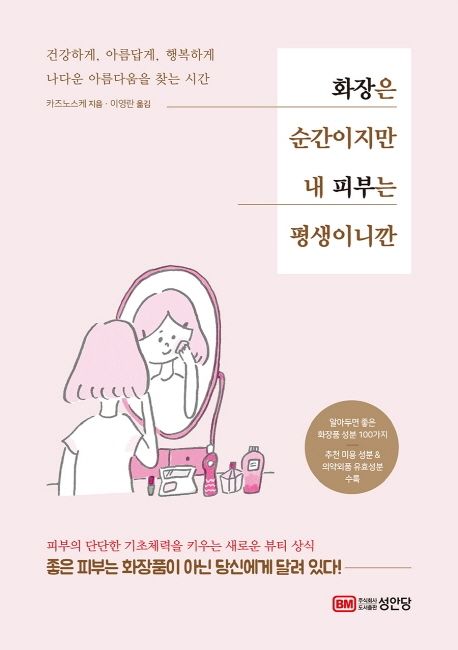 건강하게, 아름답게, 행복하게
나다운 아름다움을 찾는 시간
카즈노스케 지음 · 이영란 옮김
화장은
순간이지만
내 피부는
평생이니깐
알아두면 좋은
화장품 성분 100가지
추천 미용 성분 &
의약외품 유효성분
수록
피부의 단단한 기초체력을 키우는 새로운 뷰티 상식
좋은 피부는 화장품이 아닌 당신에게 달려 있다!
BM 주식회사 도서출판 성안당